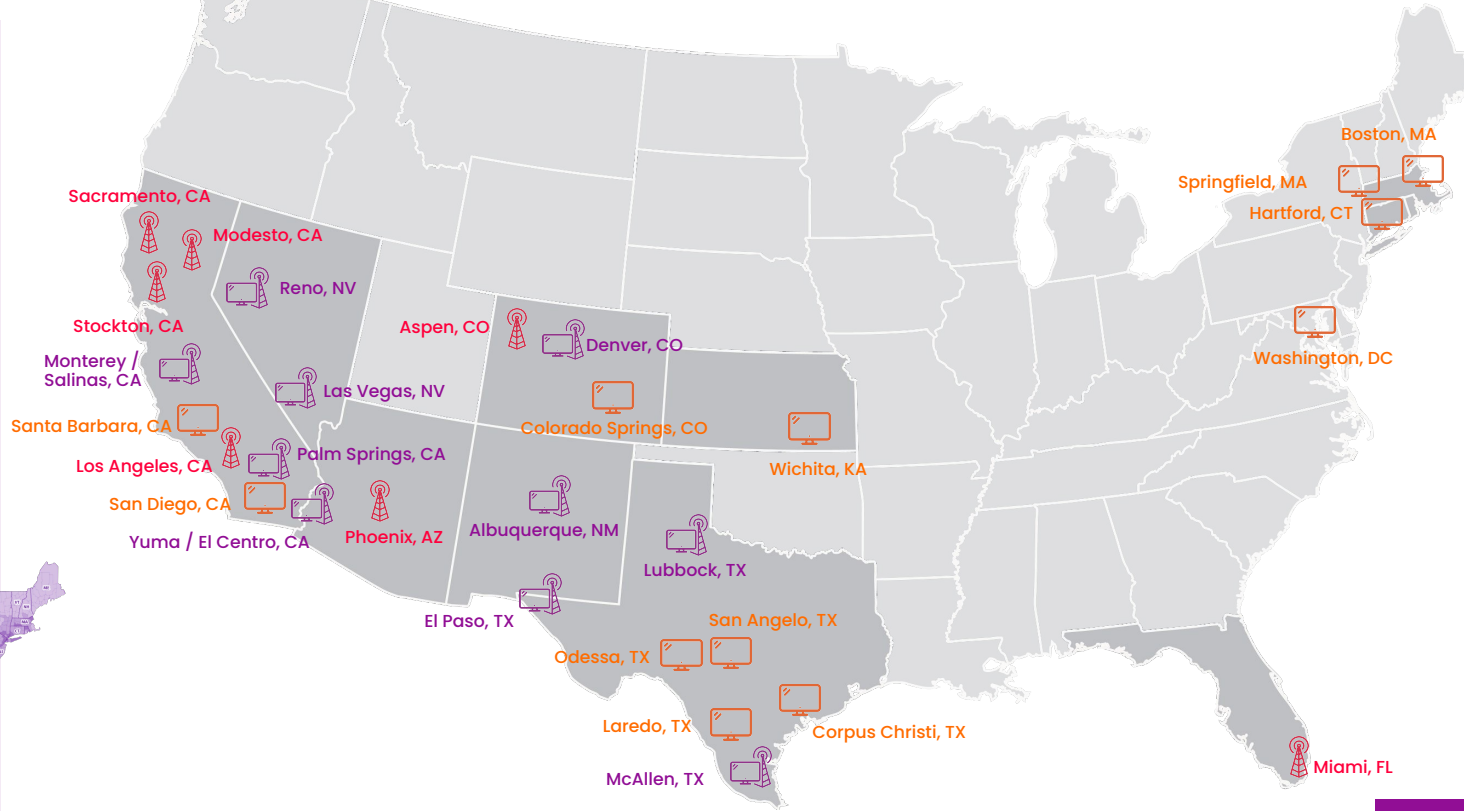 Boston, MA
Springfield, MA
Sacramento, CA
Hartford, CT
Modesto, CA
Reno, NV
Stockton, CA
Aspen, CO
Denver, CO
Washington, DC
Monterey /
Salinas, CA
Las Vegas, NV
Santa Barbara, CA
Colorado Springs, CO
Palm Springs, CA
Los Angeles, CA
Wichita, KA
San Diego, CA
Albuquerque, NM
Phoenix, AZ
Yuma / El Centro, CA
Lubbock, TX
El Paso, TX
San Angelo, TX
Odessa, TX
Laredo, TX
Corpus Christi, TX
Miami, FL
McAllen, TX